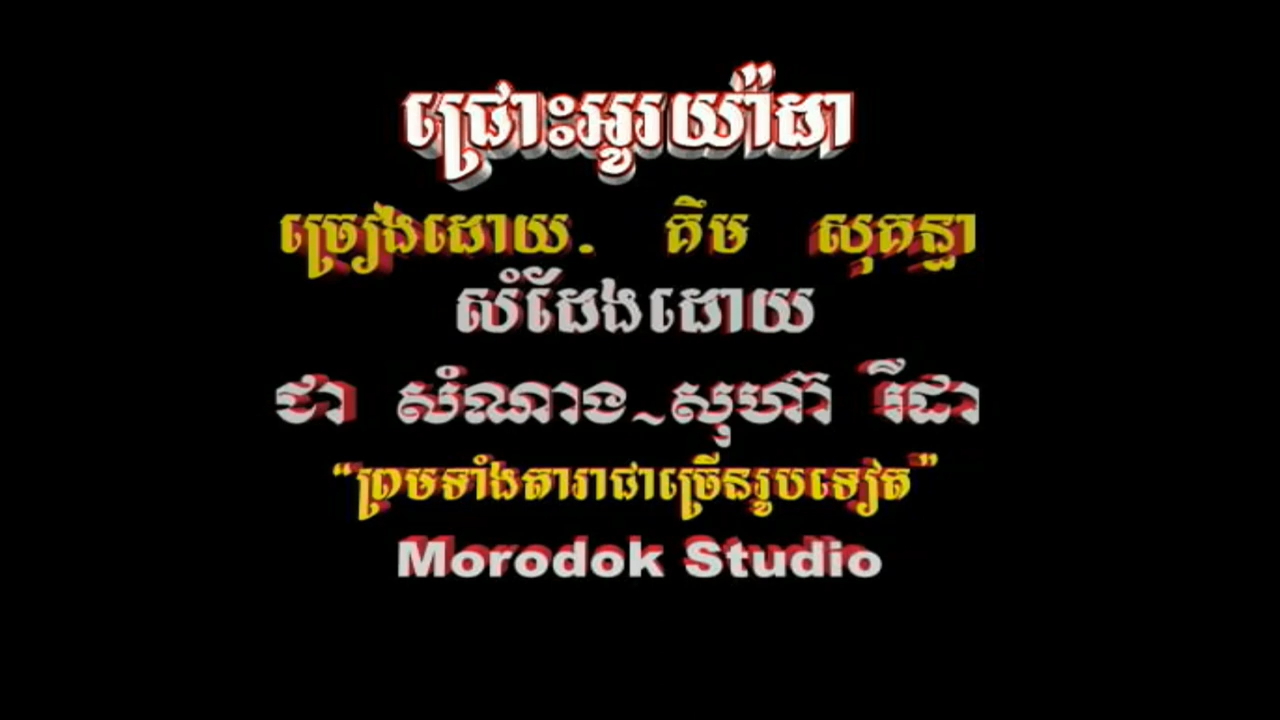 ជ្រោះអូរយ៉ាដា
ច្រៀងដោយ. គឹម សុគន្ធា
សំដែងដោយ
ជា សំណាង~សុហ៊ា រីដា
“ព្រមទាំងតារាជាច្រើនរូបទៀត”
Morodok Studio